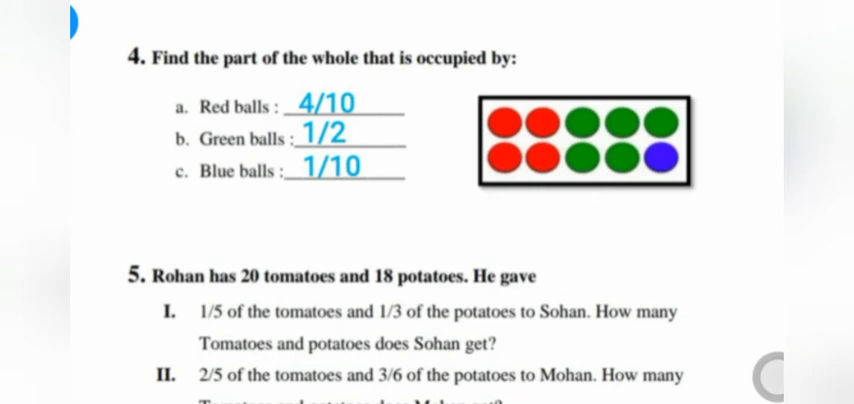 4. Find the part of the whole that is occupied by:
a. Red balls : 4/10
b. Green balls : 1/2
c. Blue balls : 1/10
5. Rohan has 20 tomatoes and 18 potatoes. He gave
I. 1/5 of the tomatoes and 1/3 of the potatoes to Sohan. How many
Tomatoes and potatoes does Sohan get?
II. 2/5 of the tomatoes and 3/6 of the potatoes to Mohan. How many